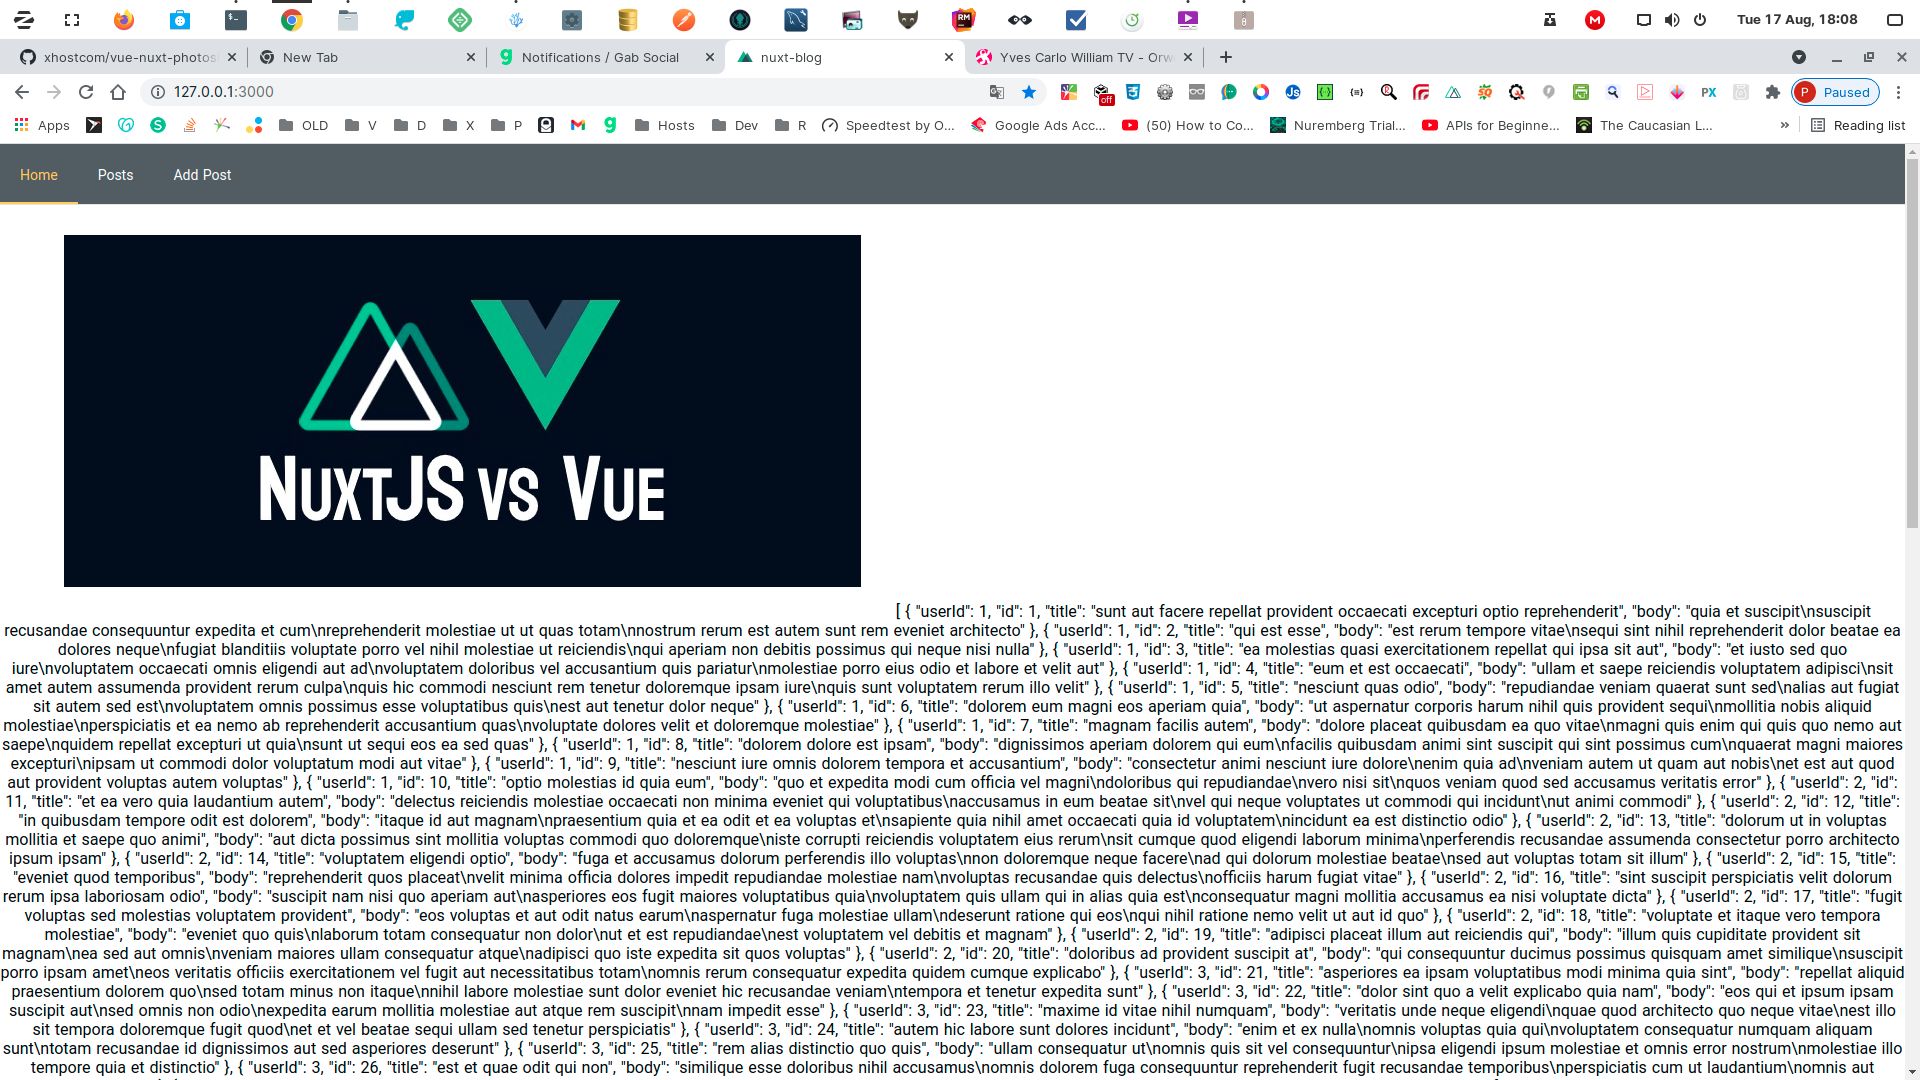 Tue 17 Aug, 18:08
xhostcom/vue-nuxt-photos
New Tab
Notifications / Gab Social
nuxt-blog
Yves Carlo William TV - Orw
127.0.0.1:3000
off
P Paused
Apps
OLD
V
D
X
P
Hosts
Dev
R
Speedtest by O...
Google Ads Acc...
(50) How to Co...
Nuremberg Trial...
APIs for Beginne...
The Caucasian L...
»
Reading list
Home Posts Add Post
NuxtJS vs Vue
[ { "userId": 1, "id": 1, "title": "sunt aut facere repellat provident occaecati excepturi optio reprehenderit", "body": "quia et suscipit\nsuscipit
recusandae consequuntur expedita et cum\nreprehenderit molestiae ut ut quas totam\nnostrum rerum est autem sunt rem eveniet architecto" }, { "userId": 1, "id": 2, "title": "qui est esse", "body": "est rerum tempore vitae\nsequi sint nihil reprehenderit dolor beatae ea
dolores neque\nfugiat blanditiis voluptate porro vel nihil molestiae ut reiciendis\nqui aperiam non debitis possimus qui neque nisi nulla" }, { "userId": 1, "id": 3, "title": "ea molestias quasi exercitationem repellat qui ipsa sit aut", "body": "et iusto sed quo
iure\nvoluptatem occaecati omnis eligendi aut ad\nvoluptatem doloribus vel accusantium quis pariatur\nmolestiae porro eius odio et labore et velit aut" }, { "userId": 1, "id": 4, "title": "eum et est occaecati", "body": "ullam et saepe reiciendis voluptatem adipisci\nsit
amet autem assumenda provident rerum culpa\nquis hic commodi nesciunt rem tenetur doloremque ipsam iure\nquis sunt voluptatem rerum illo velit" }, { "userId": 1, "id": 5, "title": "nesciunt quas odio", "body": "repudiandae veniam quaerat sunt sed\nalias aut fugiat
sit autem sed est\nvoluptatem omnis possimus esse voluptatibus quis\nest aut tenetur dolor neque" }, { "userId": 1, "id": 6, "title": "dolorem eum magni eos aperiam quia", "body": "ut aspernatur corporis harum nihil quis provident sequi\nmollitia nobis aliquid
molestiae\nperspiciatis et ea nemo ab reprehenderit accusantium quas\nvoluptate dolores velit et doloremque molestiae" }, { "userId": 1, "id": 7, "title": "magnam facilis autem", "body": "dolore placeat quibusdam ea quo vitae\nmagni quis enim qui quis quo nemo aut
saepe\nquidem repellat excepturi ut quia\nsunt ut sequi eos ea sed quas" }, { "userId": 1, "id": 8, "title": "dolorem dolore est ipsam", "body": "dignissimos aperiam dolorem qui eum\nfacilis quibusdam animi sint suscipit qui sint possimus cum\nquaerat magni maiores
excepturi\nipsam ut commodi dolor voluptatum modi aut vitae" }, { "userId": 1, "id": 9, "title": "nesciunt iure omnis dolorem tempora et accusantium", "body": "consectetur animi nesciunt iure dolore\nenim quia ad\nveniam autem ut quam aut nobis\net est aut quod
aut provident voluptas autem voluptas" }, { "userId": 1, "id": 10, "title": "optio molestias id quia eum", "body": "quo et expedita modi cum officia vel magni\ndoloribus qui repudiandae\nvero nisi sit\nquos veniam quod sed accusamus veritatis error" }, { "userId": 2, "id":
11, "title": "et ea vero quia laudantium autem", "body": "delectus reiciendis molestiae occaecati non minima eveniet qui voluptatibus\naccusamus in eum beatae sit\nvel qui neque voluptates ut commodi qui incidunt\nut animi commodi" }, { "userId": 2, "id": 12, "title":
"in quibusdam tempore odit est dolorem", "body": "itaque id aut magnam\npraesentium quia et ea odit et ea voluptas et\nsapiente quia nihil amet occaecati quia id voluptatem\nincidunt ea est distinctio odio" }, { "userId": 2, "id": 13, "title": "dolorum ut in voluptas
mollitia et saepe quo animi", "body": "aut dicta possimus sint mollitia voluptas commodi quo doloremque\niste corrupti reiciendis voluptatem eius rerum\nsit cumque quod eligendi laborum minima\nperferendis recusandae assumenda consectetur porro architecto
ipsum ipsam" }, { "userId": 2, "id": 14, "title": "voluptatem eligendi optio", "body": "fuga et accusamus dolorum perferendis illo voluptas\nnon doloremque neque facere\nad qui dolorum molestiae beatae\nsed aut voluptas totam sit illum" }, { "userId": 2, "id": 15, "title":
"eveniet quod temporibus", "body": "reprehenderit quos placeat\nvelit minima officia dolores impedit repudiandae molestiae nam\nvoluptas recusandae quis delectus\nofficiis harum fugiat vitae" }, { "userId": 2, "id": 16, "title": "sint suscipit perspiciatis velit dolorum
rerum ipsa laboriosam odio", "body": "suscipit nam nisi quo aperiam aut\nasperiores eos fugit maiores voluptatibus quia\nvoluptatem quis ullam qui in alias quia est\nconsequatur magni mollitia accusamus ea nisi voluptate dicta" }, { "userId": 2, "id": 17, "title": "fugit
voluptas sed molestias voluptatem provident", "body": "eos voluptas et aut odit natus earum\naspernatur fuga molestiae ullam\ndeserunt ratione qui eos\nqui nihil ratione nemo velit ut aut id quo" }, { "userId": 2, "id": 18, "title": "voluptate et itaque vero tempora
molestiae", "body": "eveniet quo quis\nlaborum totam consequatur non dolor\nut et est repudiandae\nest voluptatem vel debitis et magnam" }, { "userId": 2, "id": 19, "title": "adipisci placeat illum aut reiciendis qui", "body": "illum quis cupiditate provident sit
magnam\nea sed aut omnis\nveniam maiores ullam consequatur atque\nadipisci quo iste expedita sit quos voluptas" }, { "userId": 2, "id": 20, "title": "doloribus ad provident suscipit at", "body": "qui consequuntur ducimus possimus quisquam amet similique\nsuscipit
porro ipsam amet\neos veritatis officiis exercitationem vel fugit aut necessitatibus totam\nomnis rerum consequatur expedita quidem cumque explicabo" }, { "userId": 3, "id": 21, "title": "asperiores ea ipsam voluptatibus modi minima quia sint", "body": "repellat aliquid
praesentium dolorem quo\nsed totam minus non itaque\nnihil labore molestiae sunt dolor eveniet hic recusandae veniam\ntempora et tenetur expedita sunt" }, { "userId": 3, "id": 22, "title": "dolor sint quo a velit explicabo quia nam", "body": "eos qui et ipsum ipsam
suscipit aut\nsed omnis non odio\nexpedita earum mollitia molestiae aut atque rem suscipit\nnam impedit esse" }, { "userId": 3, "id": 23, "title": "maxime id vitae nihil numquam", "body": "veritatis unde neque eligendi\nquae quod architecto quo neque vitae\nest illo
sit tempora doloremque fugit quod\net et vel beatae sequi ullam sed tenetur perspiciatis" }, { "userId": 3, "id": 24, "title": "autem hic labore sunt dolores incidunt", "body": "enim et ex nulla\nomnis voluptas quia qui\nvoluptatem consequatur numquam aliquam
sunt\ntotam recusandae id dignissimos aut sed asperiores deserunt" }, { "userId": 3, "id": 25, "title": "rem alias distinctio quo quis", "body": "ullam consequatur ut\nomnis quis sit vel consequuntur\nipsa eligendi ipsum molestiae et omnis error nostrum\nmolestiae illo
tempore quia et distinctio" }, { "userId": 3, "id": 26, "title": "est et quae odit qui non", "body": "similique esse doloribus nihil accusamus\nomnis dolorem fuga consequuntur reprehenderit fugit recusandae temporibus\nperspiciatis cum ut laudantium\nomnis aut